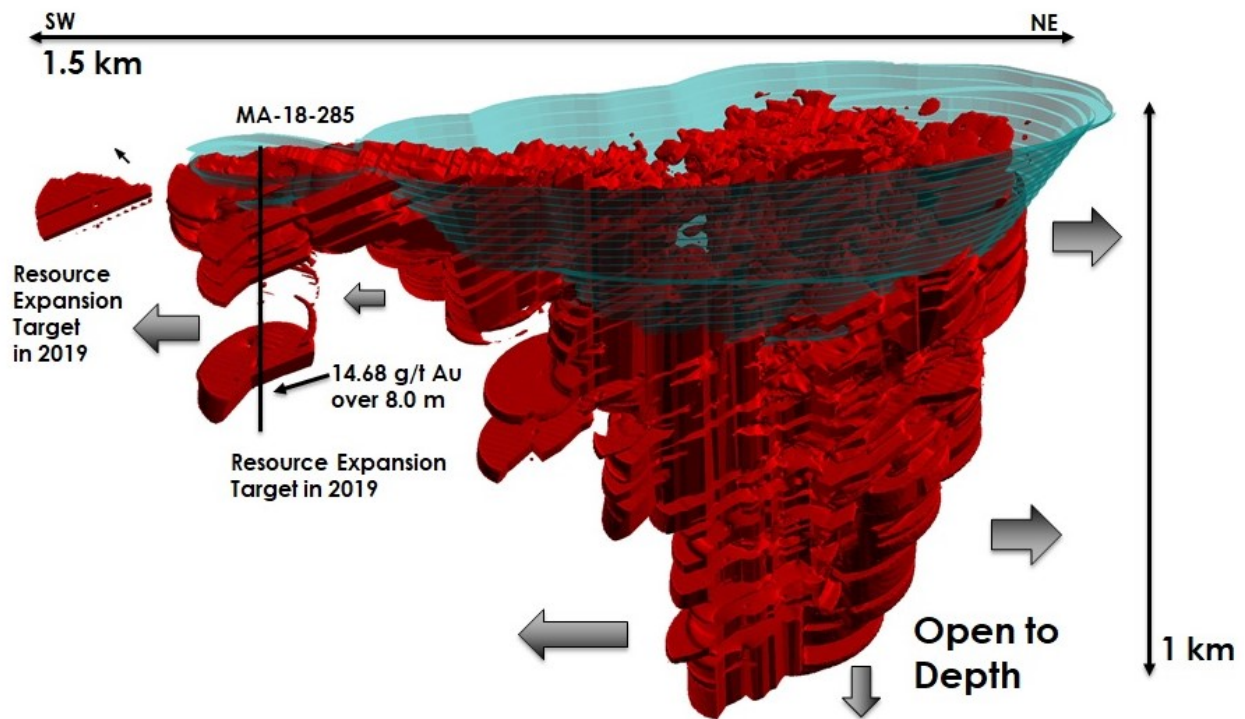 SW
NE
1.5 km
MA-18-285
Resource
Expansion
Target
in 2019
14.68 g/t Au
over 8.0 m
Resource Expansion
Target in 2019
Open to
Depth
1 km